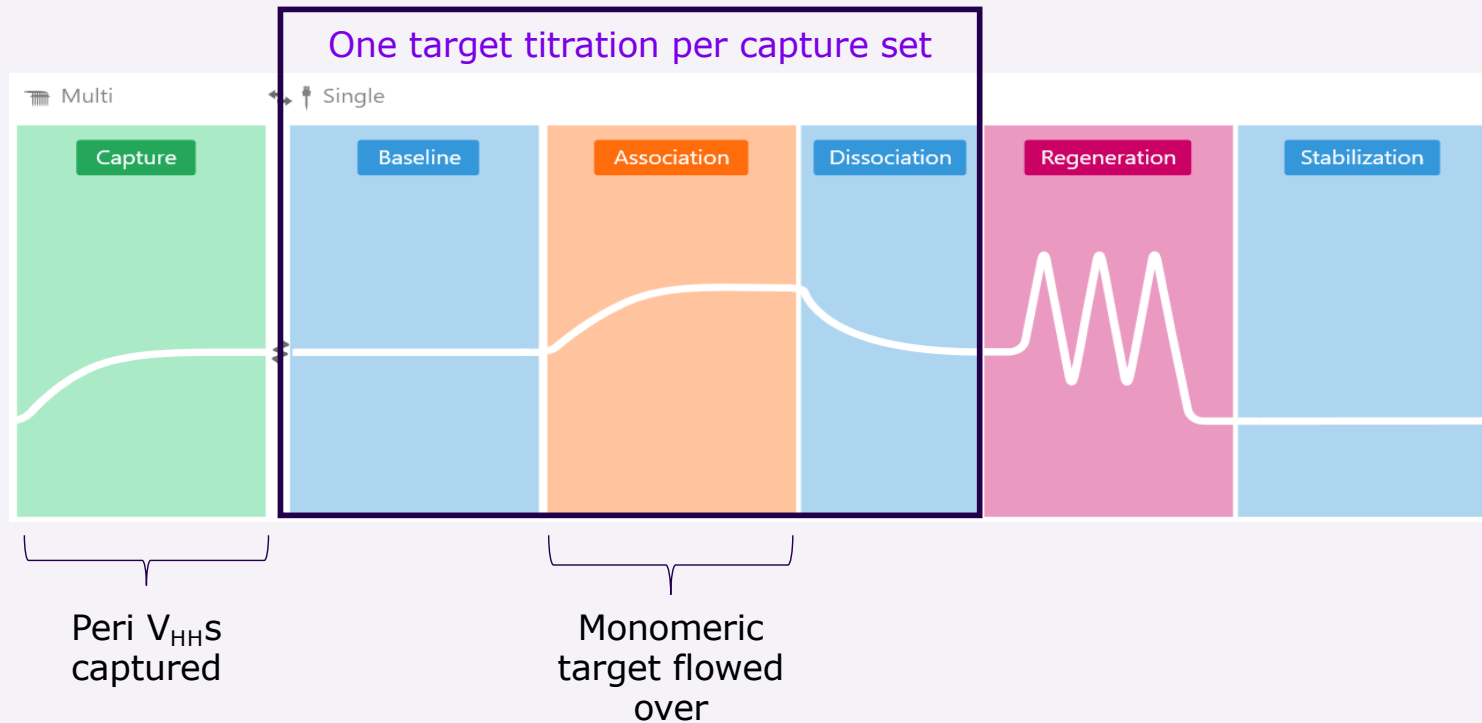 One target titration per capture set
Multi
Single
Capture
Baseline
Association
Dissociation
Regeneration
Stabilization
Peri VHHs
captured
Monomeric
target flowed
over